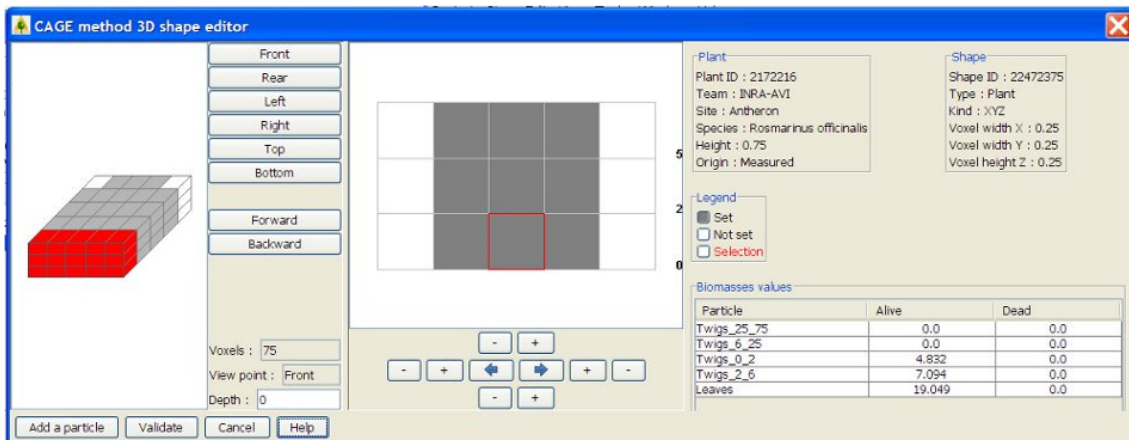 CAGE method 3D shape editor
Front
Rear
Left
Right
Top
Bottom
Forward
Backward
Voxels : 75
View point : Front
Depth : 0
5
2
0
- +
- + + -
- +
Plant
Plant ID : 2172216
Team : INRA-AVI
Site : Antheron
Species : Rosmarinus officinalis
Height : 0.75
Origin : Measured
Shape
Shape ID : 22472375
Type : Plant
Kind : XYZ
Voxel width X : 0.25
Voxel width Y : 0.25
Voxel height Z : 0.25
Legend
Set
Not set
Selection
Biomasses values
Particle Alive Dead
Twigs_25_75 0.0 0.0
Twigs_6_25 0.0 0.0
Twigs_0_2 4.832 0.0
Twigs_2_6 7.094 0.0
Leaves 19.049 0.0
Add a particle Validate Cancel Help